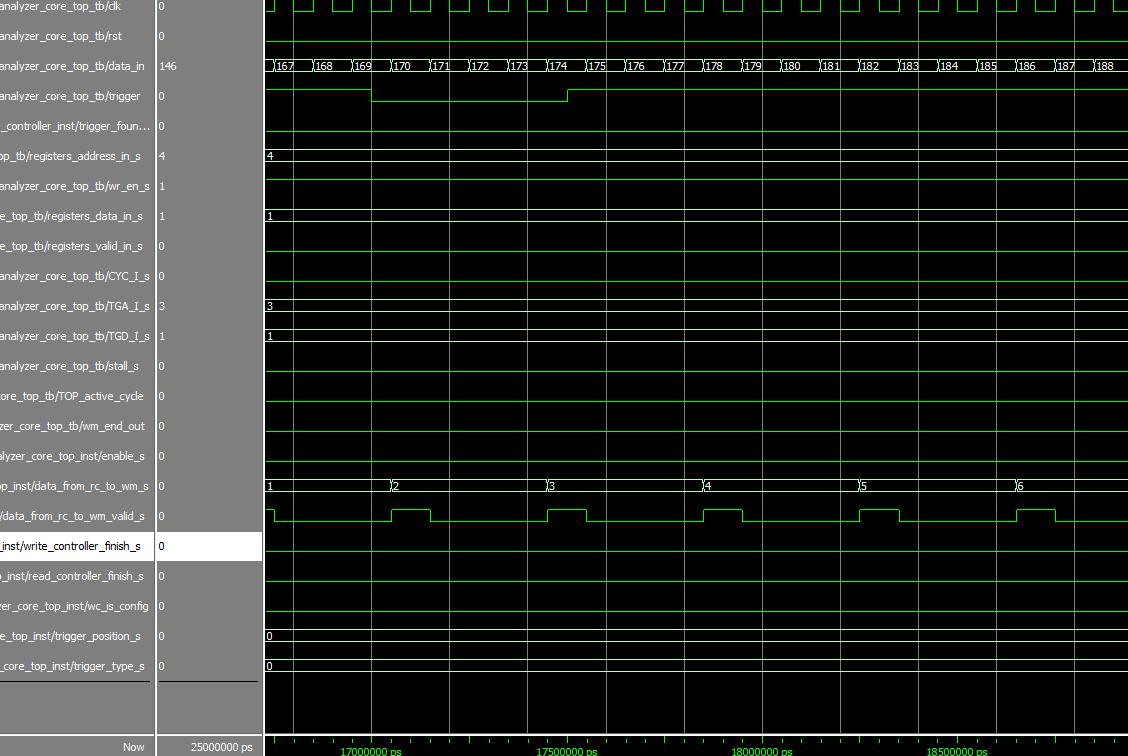 analyzer_core_top_tb/clk 0
analyzer_core_top_tb/rst 0
analyzer_core_top_tb/data_in 146 167 168 169 170 171 172 173 174 175 176 177 178 179 180 181 182 183 184 185 186 187 188
analyzer_core_top_tb/trigger 0
_controller_inst/trigger_foun... 0
op_tb/registers_address_in_s 4 4
analyzer_core_top_tb/wr_en_s 1
e_top_tb/registers_data_in_s 1 1
e_top_tb/registers_valid_in_s 0
analyzer_core_top_tb/CYC_I_s 0
analyzer_core_top_tb/TGA_I_s 3 3
analyzer_core_top_tb/TGD_I_s 1 1
analyzer_core_top_tb/stall_s 0
core_top_tb/TOP_active_cycle 0
zer_core_top_tb/wm_end_out 0
alyzer_core_top_inst/enable_s 0
op_inst/data_from_rc_to_wm_s 0 1 2 3 4 5 6
/data_from_rc_to_wm_valid_s 0
_inst/write_controller_finish_s 0
o_inst/read_controller_finish_s 0
zer_core_top_inst/wc_is_config 0
e_top_inst/trigger_position_s 0 0
_core_top_inst/trigger_type_s 0 0
Now 25000000 ps 17000000 ps 17500000 ps 18000000 ps 18500000 ps